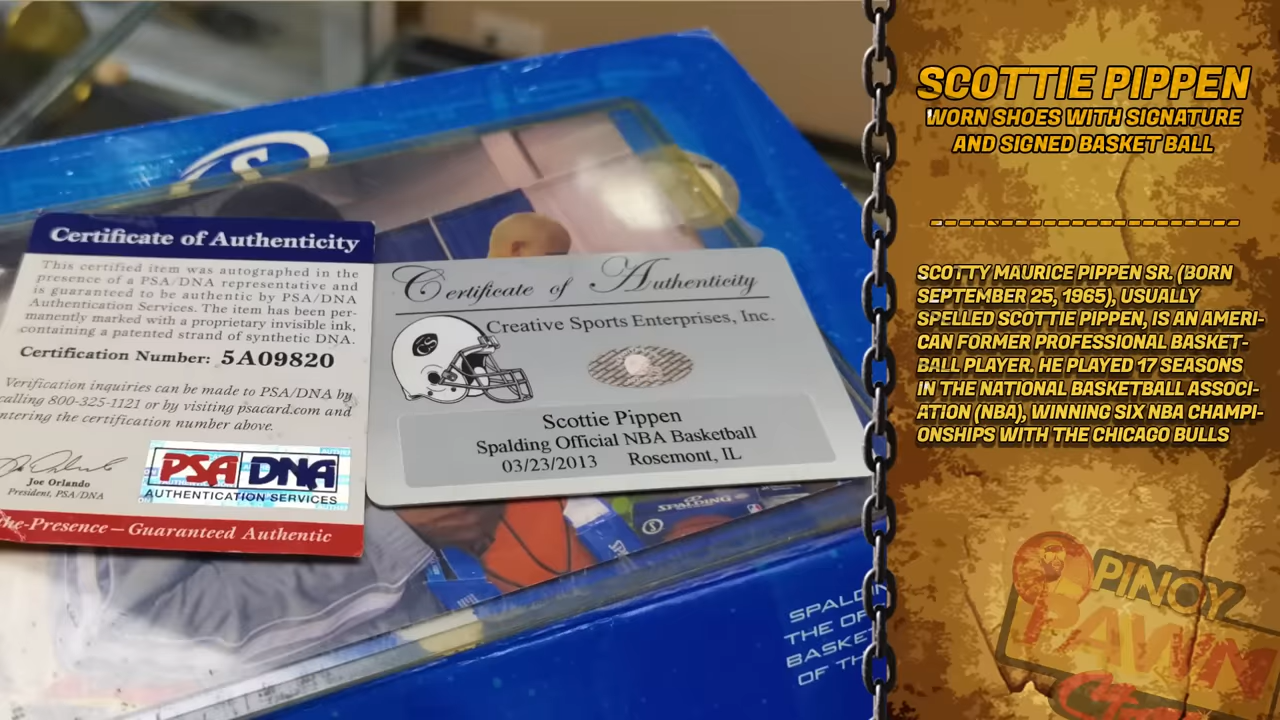 Certificate of Authenticity
This certified item was autographed in the
presence of a PSA/DNA representative and
is guaranteed to be authentic by PSA/DNA
Authentication Services. The item has been per-
manently marked with a proprietary invisible ink,
containing a patented strand of synthetic DNA.
Certification Number: 5A09820
Verification inquiries can be made to PSA/DNA by
calling 800-325-1121 or by visiting psacard.com and
entering the certification number above.
Joe Orlando
President, PSA/DNA
PSA DNA
AUTHENTICATION SERVICES
the-Presence — Guaranteed Authentic
Certificate of Authenticity
Creative Sports Enterprises, Inc.
Scottie Pippen
Spalding Official NBA Basketball
03/23/2013 Rosemont, IL
SPALDING
SPALDIN
THE OF
BASKET
OF TH
SCOTTIE PIPPEN
WORN SHOES WITH SIGNATURE
AND SIGNED BASKET BALL
SCOTTY MAURICE PIPPEN SR. (BORN
SEPTEMBER 25, 1965), USUALLY
SPELLED SCOTTIE PIPPEN, IS AN AMERI-
CAN FORMER PROFESSIONAL BASKET-
BALL PLAYER. HE PLAYED 17 SEASONS
IN THE NATIONAL BASKETBALL ASSOCI-
ATION (NBA), WINNING SIX NBA CHAMPI-
ONSHIPS WITH THE CHICAGO BULLS
PINOY
PAWN